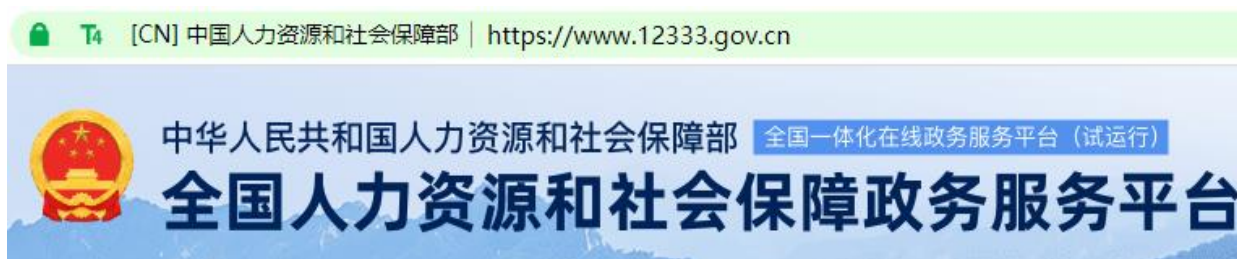 T4 [CN] 中国人力资源和社会保障部 | https://www.12333.gov.cn
中华人民共和国人力资源和社会保障部 全国一体化在线政务服务平台（试运行）
全国人力资源和社会保障政务服务平台